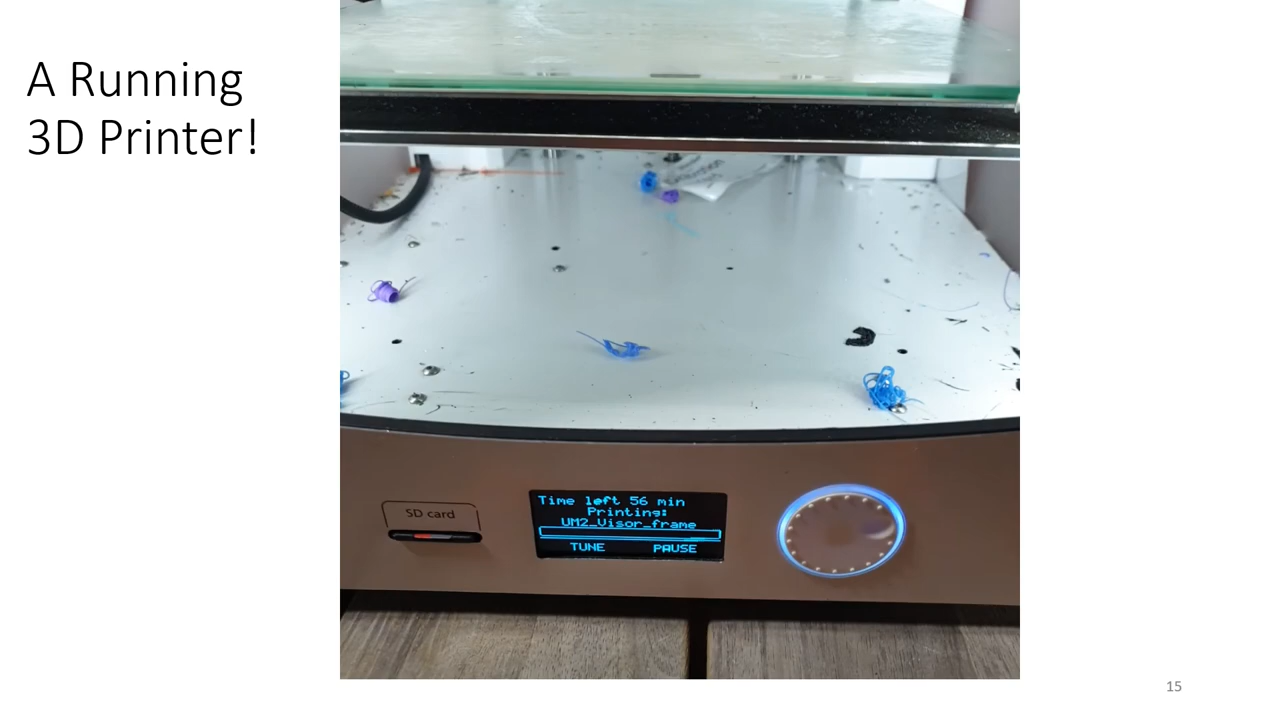 A Running
3D Printer!
SD card
Time left 56 min
Printing:
UM2_Visor_frame
TUNE PAUSE
15